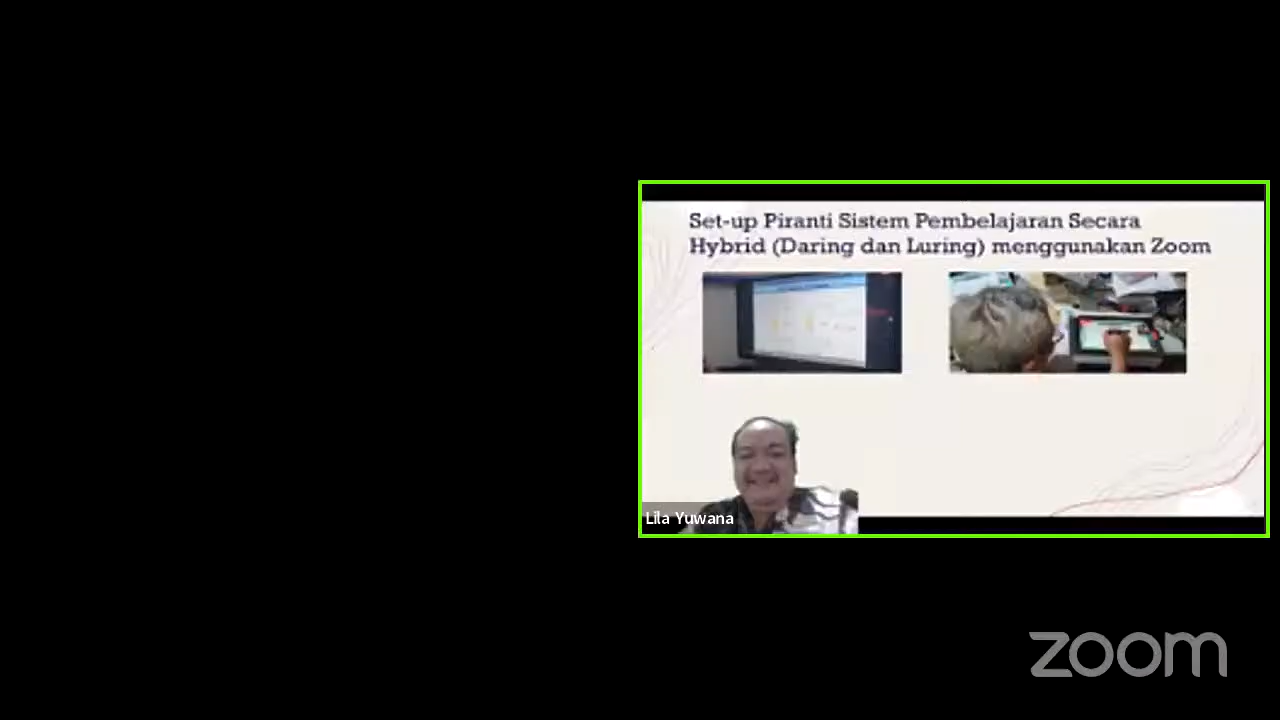 Set-up Piranti Sistem Pembelajaran Secara
Hybrid (Daring dan Luring) menggunakan Zoom
Lila Yuwana
zoom